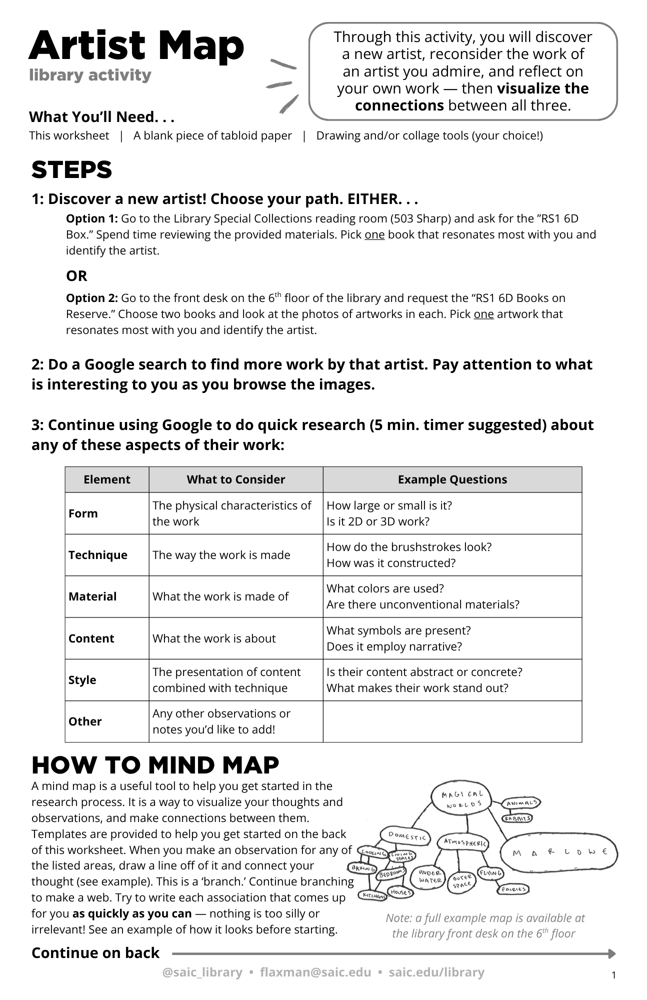 Artist Map
library activity
Through this activity, you will discover
a new artist, reconsider the work of
an artist you admire, and reflect on
your own work — then visualize the
connections between all three.
What You’ll Need. . .
This worksheet | A blank piece of tabloid paper | Drawing and/or collage tools (your choice!)
STEPS
1: Discover a new artist! Choose your path. EITHER. . .
Option 1: Go to the Library Special Collections reading room (503 Sharp) and ask for the ”RS1 6D
Box.” Spend time reviewing the provided materials. Pick one book that resonates most with you and
identify the artist.
OR
Option 2: Go to the front desk on the 6th floor of the library and request the “RS1 6D Books on
Reserve.” Choose two books and look at the photos of artworks in each. Pick one artwork that
resonates most with you and identify the artist.
2: Do a Google search to find more work by that artist. Pay attention to what
is interesting to you as you browse the images.
3: Continue using Google to do quick research (5 min. timer suggested) about
any of these aspects of their work:
Element What to Consider Example Questions
Form
The physical characteristics of
the work
How large or small is it?
Is it 2D or 3D work?
Technique
The way the work is made
How do the brushstrokes look?
How was it constructed?
Material
What the work is made of
What colors are used?
Are there unconventional materials?
Content
What the work is about
What symbols are present?
Does it employ narrative?
Style
The presentation of content
combined with technique
Is their content abstract or concrete?
What makes their work stand out?
Other
Any other observations or
notes you’d like to add!
HOW TO MIND MAP
A mind map is a useful tool to help you get started in the
research process. It is a way to visualize your thoughts and
observations, and make connections between them.
Templates are provided to help you get started on the back
of this worksheet. When you make an observation for any of
the listed areas, draw a line off of it and connect your
thought (see example). This is a ‘branch.’ Continue branching
to make a web. Try to write each association that comes up
for you as quickly as you can — nothing is too silly or
irrelevant! See an example of how it looks before starting.
MAGICAL
WORLDS
ANIMALS
RABBITS
DOMESTIC
ATMOSPHERIC
MARLOWE
COOKING
LIVING
SPACES
BAKING
BEDROOMS
UNDER
WATER
OUTER
SPACE
FLYING
KITCHENS
HOUSES
FAIRIES
Note: a full example map is available at
the library front desk on the 6th floor
Continue on back
@saic_library • flaxman@saic.edu • saic.edu/library
1